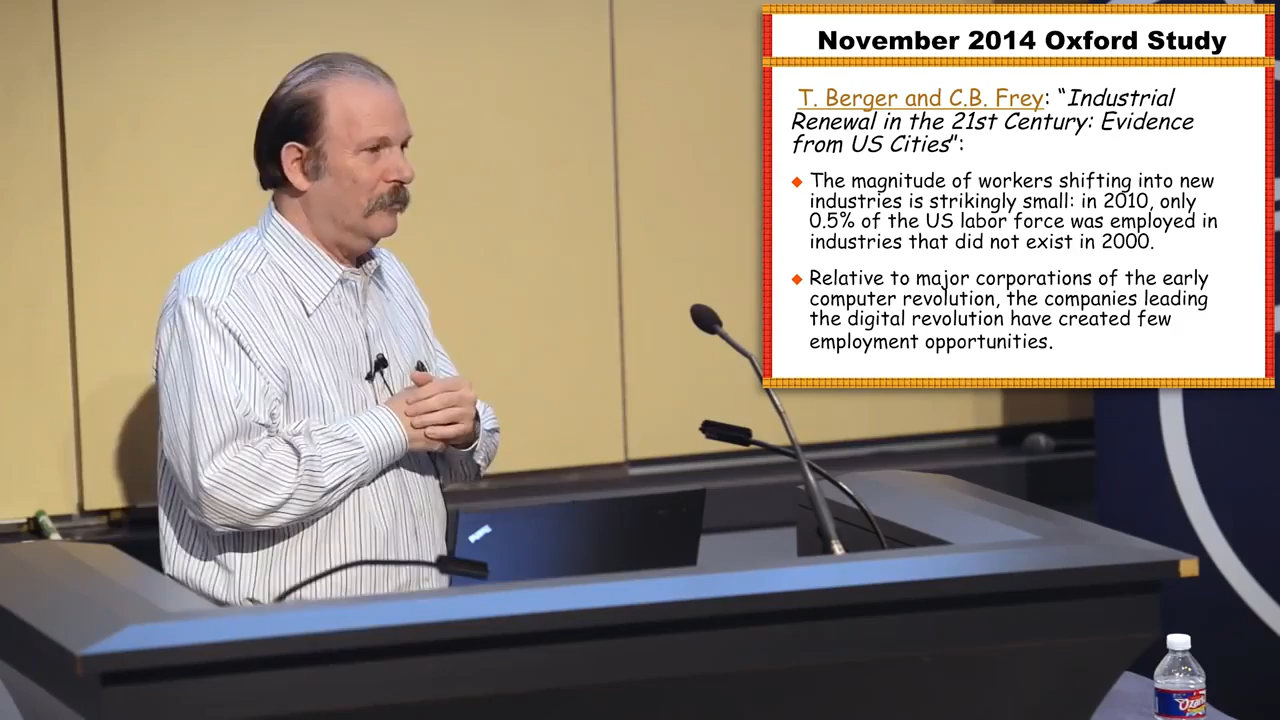 November 2014 Oxford Study
T. Berger and C.B. Frey: “Industrial
Renewal in the 21st Century: Evidence
from US Cities”:
The magnitude of workers shifting into new
industries is strikingly small: in 2010, only
0.5% of the US labor force was employed in
industries that did not exist in 2000.
Relative to major corporations of the early
computer revolution, the companies leading
the digital revolution have created few
employment opportunities.